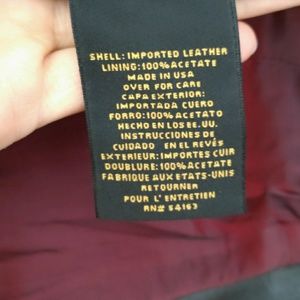 SHELL: IMPORTED LEATHER
LINING: 100% ACETATE
MADE IN USA
OVER FOR CARE
CAPA EXTERIOR:
IMPORTADA CUERO
FORRO: 100% ACETATO
HECHO EN LOS EE. UU.
INSTRUCCIONES DE
CUIDADO EN EL REVÉS
EXTERIEUR: IMPORTES CUIR
DOUBLURE: 100% ACETATE
FABRIQUE AUX ETATS-UNIS
RETOURNER
POUR L' ENTRETIEN
RN# 54163